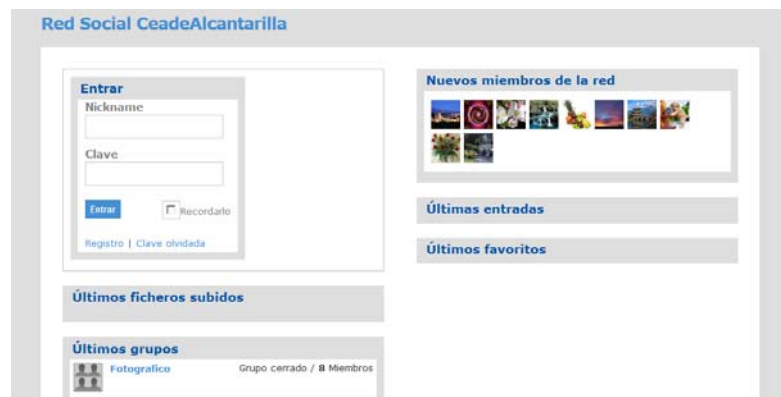 Red Social CeadeAlcantarilla
Entrar
Nickname
Clave
Entrar Recordarlo
Registro | Clave olvidada
Últimos ficheros subidos
Últimos grupos
Fotografico Grupo cerrado / 8 Miembros
Nuevos miembros de la red
Últimas entradas
Últimos favoritos